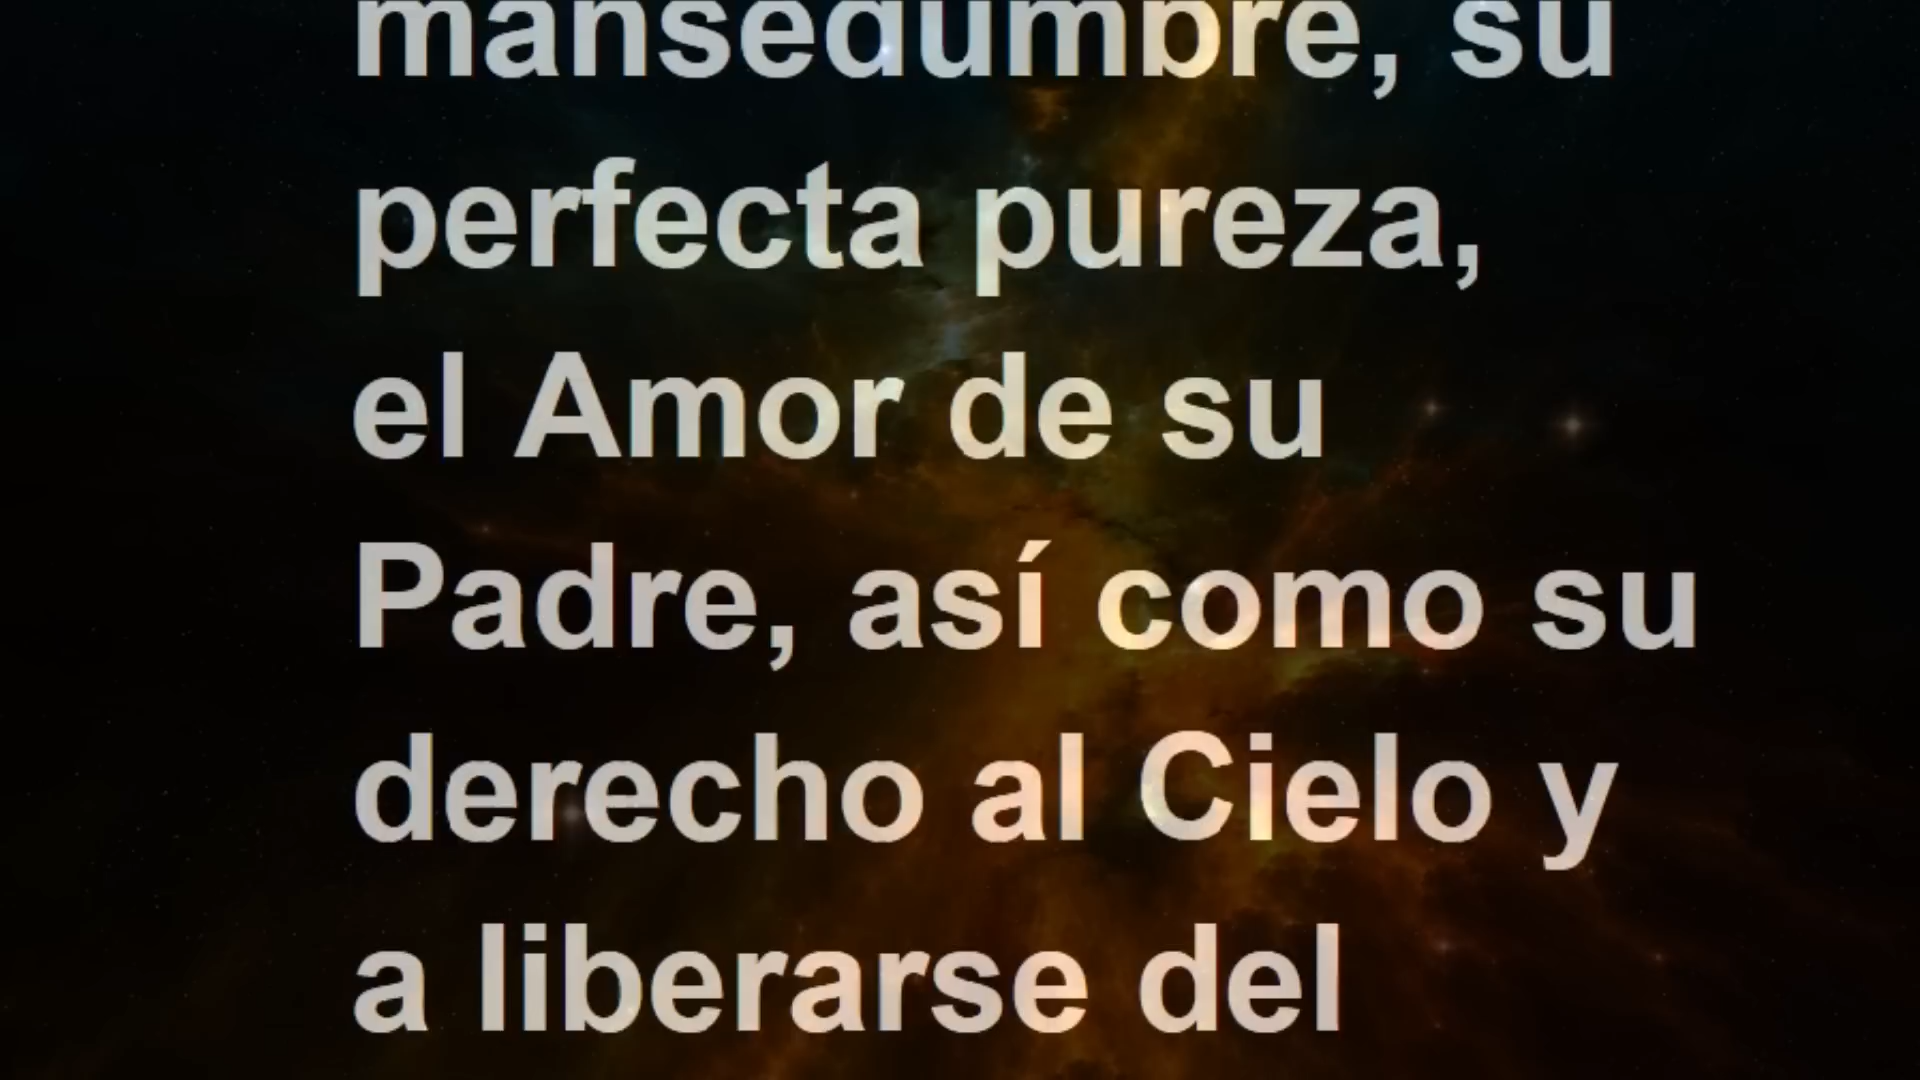 mansedumbre, su
perfecta pureza,
el Amor de su
Padre, así como su
derecho al Cielo y
a liberarse del